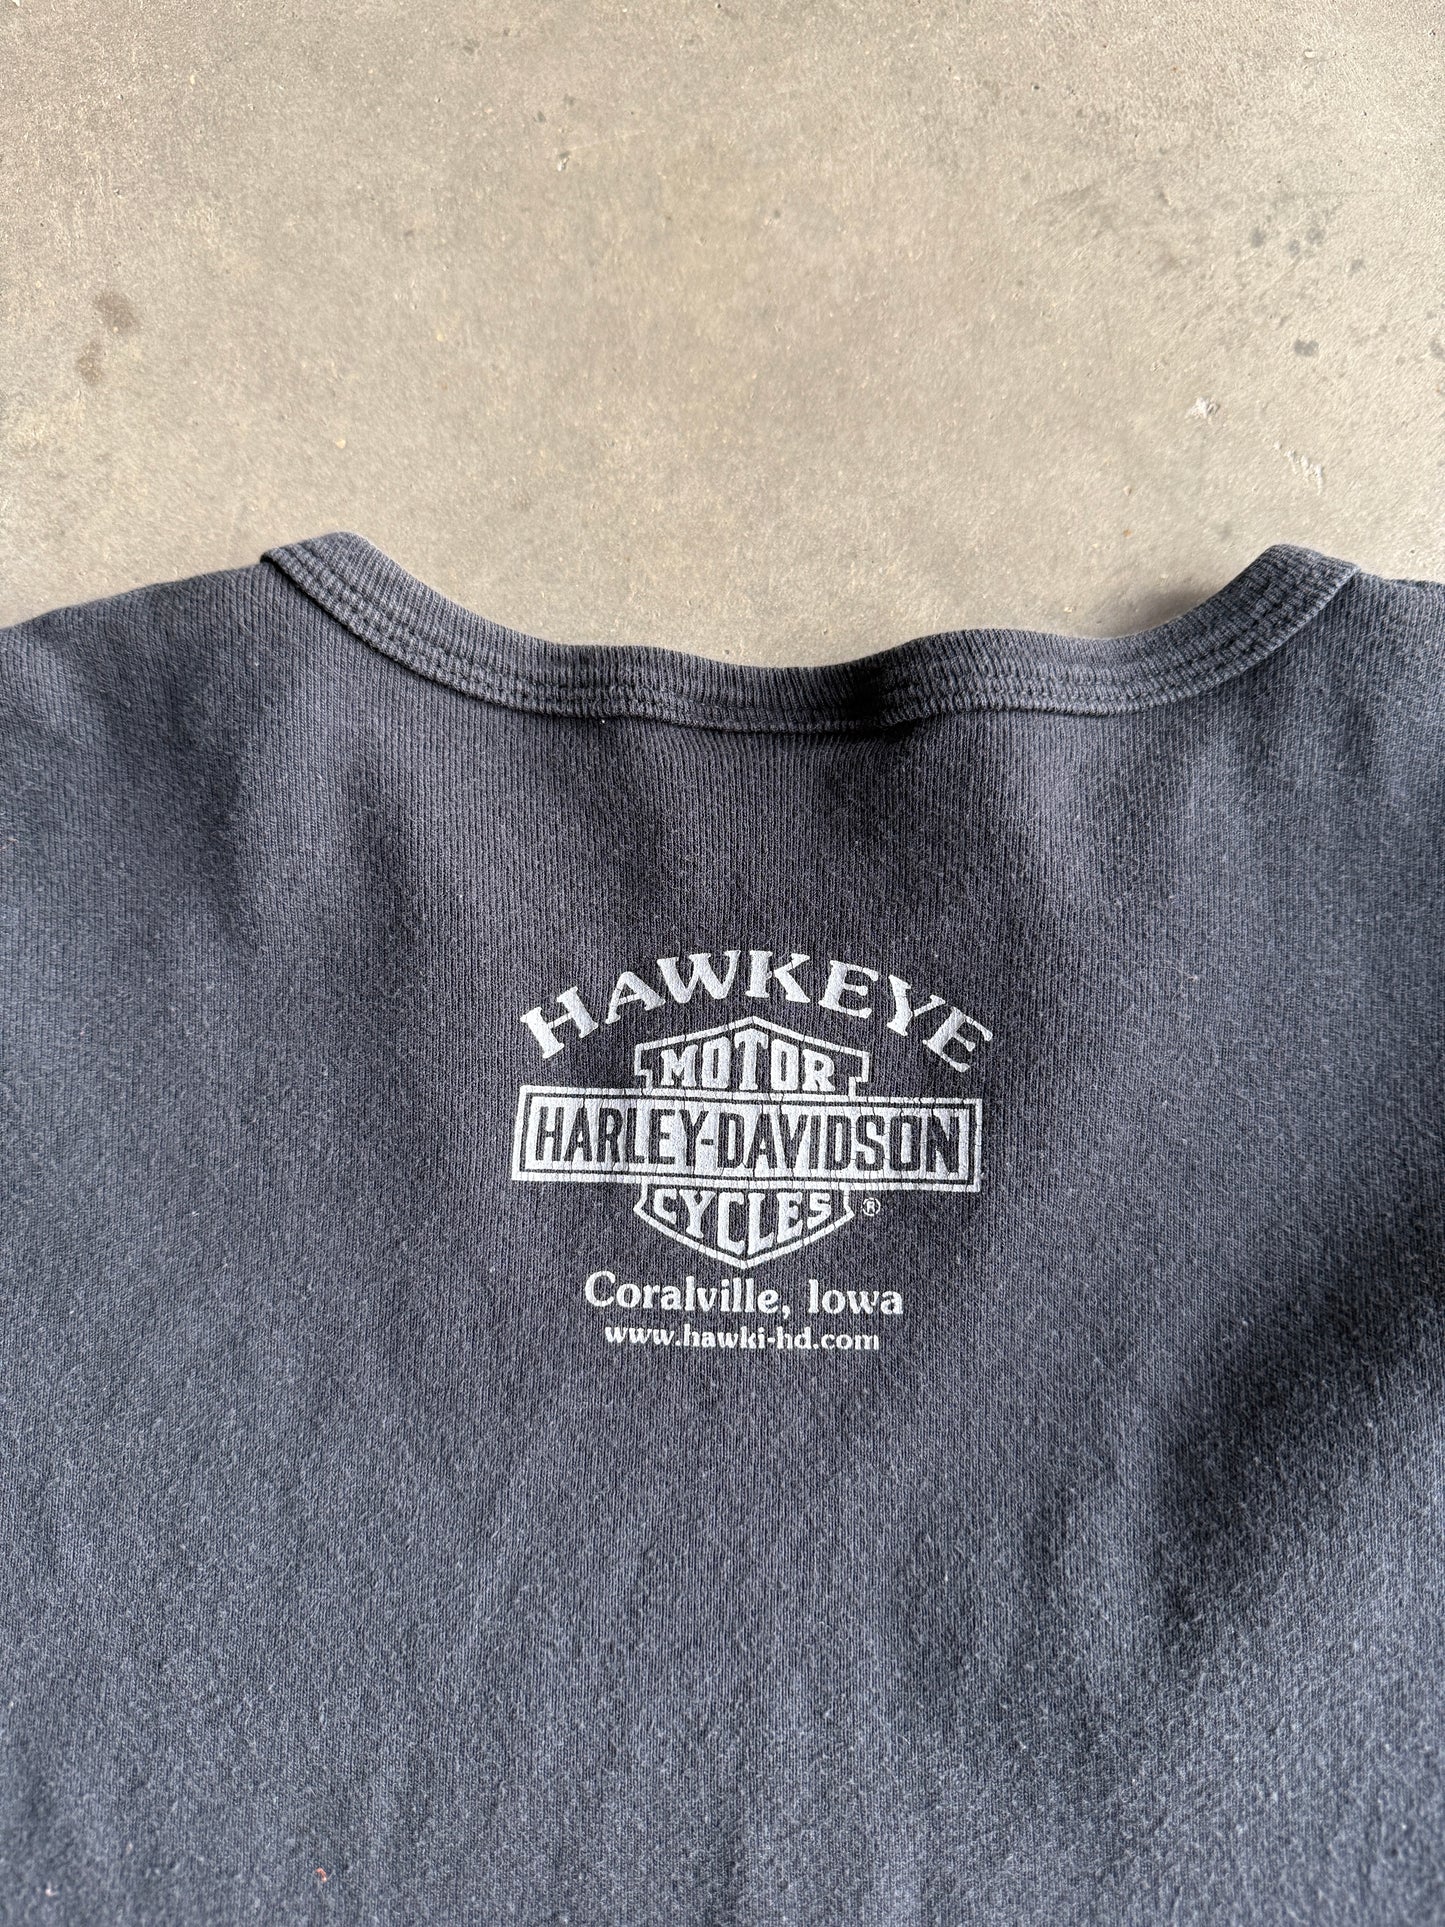 HAWKEYE
MOTOR
HARLEY-DAVIDSON
CYCLES ®
Coralville, Iowa
www.hawki-hd.com